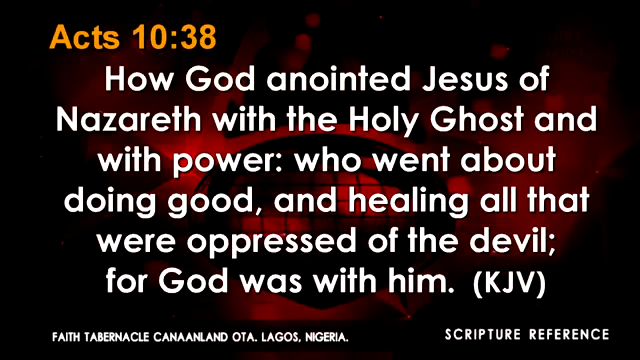 Acts 10:38
How God anointed Jesus of
Nazareth with the Holy Ghost and
with power: who went about
doing good, and healing all that
were oppressed of the devil;
for God was with him. (KJV)
FAITH TABERNACLE CANAANLAND OTA. LAGOS, NIGERIA.
SCRIPTURE REFERENCE